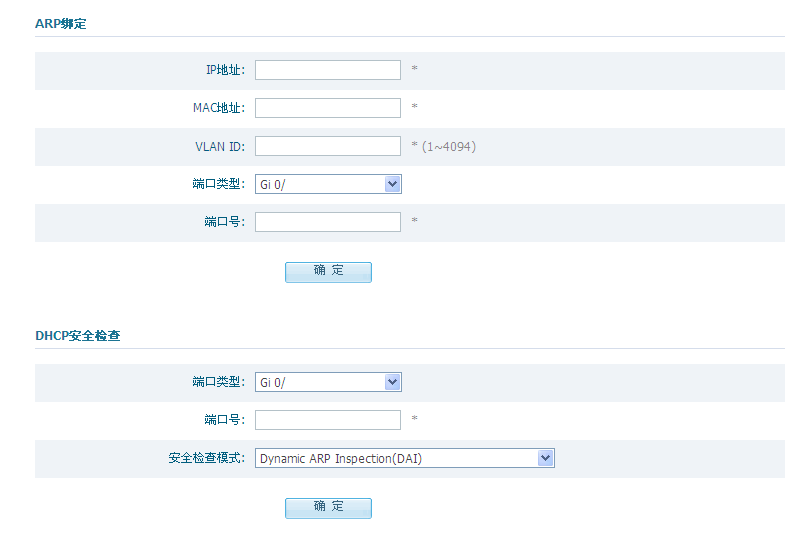 ARP绑定
IP地址: *
MAC地址: *
VLAN ID: * (1~4094)
端口类型: Gi 0/
端口号: *
确 定
DHCP安全检查
端口类型: Gi 0/
端口号: *
安全检查模式: Dynamic ARP Inspection(DAI)
确 定